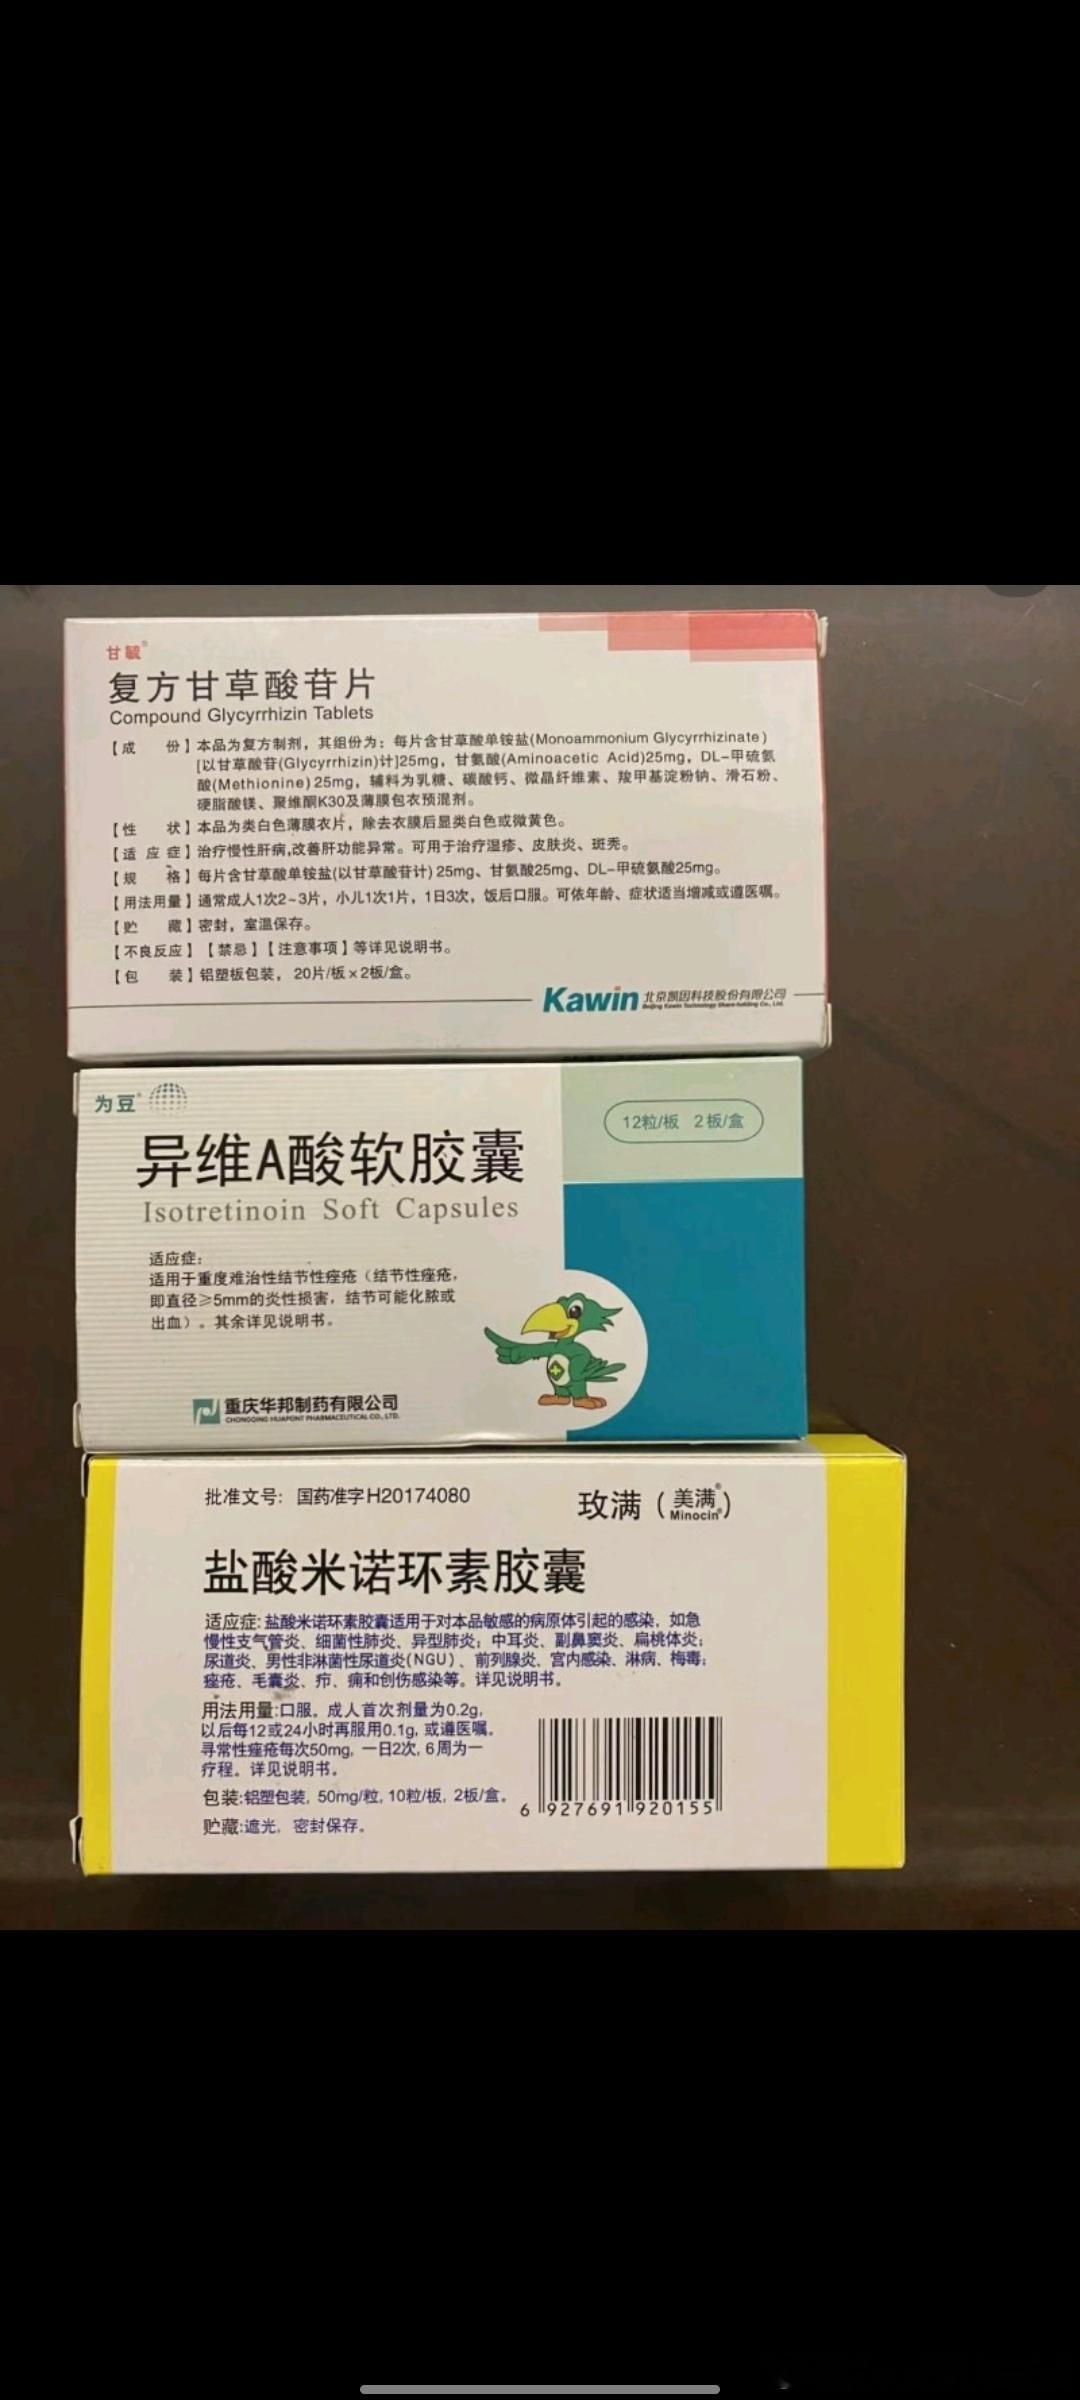 甘毓®
复方甘草酸苷片
Compound Glycyrrhizin Tablets
【成 份】本品为复方制剂，其组份为：每片含甘草酸单铵盐(Monoammonium Glycyrrhizinate)
[以甘草酸苷(Glycyrrhizin)计]25mg，甘氨酸(Aminoacetic Acid)25mg，DL-甲硫氨
酸(Methionine)25mg，辅料为乳糖、碳酸钙、微晶纤维素、羧甲基淀粉钠、滑石粉、
硬脂酸镁、聚维酮K30及薄膜包衣预混剂。
【性 状】本品为类白色薄膜衣片，除去衣膜后显类白色或微黄色。
【适 应 症】治疗慢性肝病,改善肝功能异常。可用于治疗湿疹、皮肤炎、斑秃。
【规 格】每片含甘草酸单铵盐(以甘草酸苷计) 25mg、甘氨酸25mg、DL-甲硫氨酸25mg。
【用法用量】通常成人1次2~3片，小儿1次1片，1日3次，饭后口服。可依年龄、症状适当增减或遵医嘱。
【贮 藏】密封，室温保存。
【不良反应】【禁忌】【注意事项】等详见说明书。
【包 装】铝塑板包装， 20片/板×2板/盒。
Kawin 北京凯因科技股份有限公司
Beijing Kawin Technology Share-holding Co., Ltd.
为豆®
12粒/板 2板/盒
异维A酸软胶囊
Isotretinoin Soft Capsules
适应症：
适用于重度难治性结节性痤疮（结节性痤疮，
即直径≥5mm的炎性损害，结节可能化脓或
出血）。其余详见说明书。
重庆华邦制药有限公司
CHONGQING HUAPONT PHARMACEUTICAL CO., LTD.
批准文号： 国药准字H20174080
玫满（美满®）
Minocin®
盐酸米诺环素胶囊
适应症: 盐酸米诺环素胶囊适用于对本品敏感的病原体引起的感染，如急
慢性支气管炎、细菌性肺炎、异型肺炎；中耳炎、副鼻窦炎、扁桃体炎；
尿道炎、男性非淋菌性尿道炎(NGU)、前列腺炎、宫内感染、淋病、梅毒；
痤疮、毛囊炎、疖、痈和创伤感染等。详见说明书。
用法用量:口服。成人首次剂量为0.2g,
以后每12或24小时再服用0.1g, 或遵医嘱。
寻常性痤疮每次50mg, 一日2次, 6周为一
疗程。详见说明书。
包装:铝塑包装, 50mg/粒, 10粒/板, 2板/盒。
贮藏:遮光，密封保存。
6 927691 920155